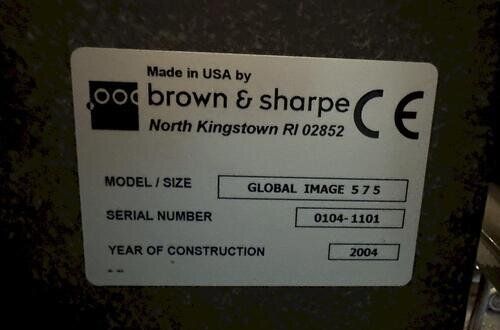 Made in USA by
brown & sharpe CE
North Kingstown RI 02852
MODEL / SIZE GLOBAL IMAGE 5 7 5
SERIAL NUMBER 0104-1101
YEAR OF CONSTRUCTION 2004